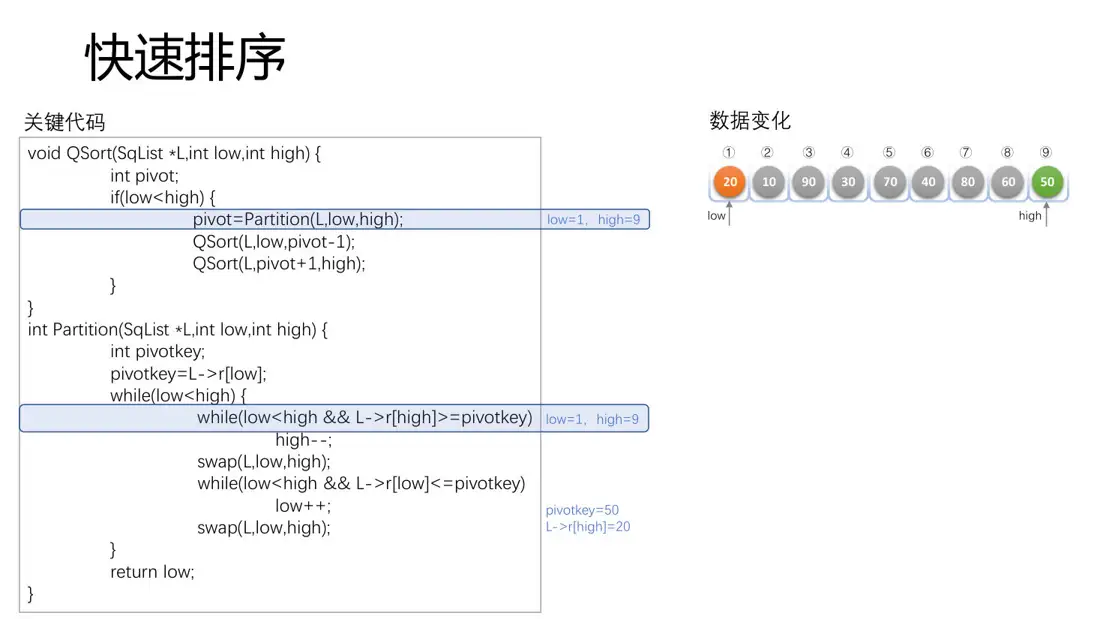 快速排序
关键代码
void QSort(SqList *L,int low,int high) {
int pivot;
if(low<high) {
pivot=Partition(L,low,high);
low=1，high=9
QSort(L,low,pivot-1);
QSort(L,pivot+1,high);
}
}
int Partition(SqList *L,int low,int high) {
int pivotkey;
pivotkey=L->r[low];
while(low<high) {
while(low<high && L->r[high]>=pivotkey)
low=1，high=9
high--;
swap(L,low,high);
while(low<high && L->r[low]<=pivotkey)
low++;
swap(L,low,high);
}
return low;
}
pivotkey=50
L->r[high]=20
数据变化
① ② ③ ④ ⑤ ⑥ ⑦ ⑧ ⑨
20 10 90 30 70 40 80 60 50
low high